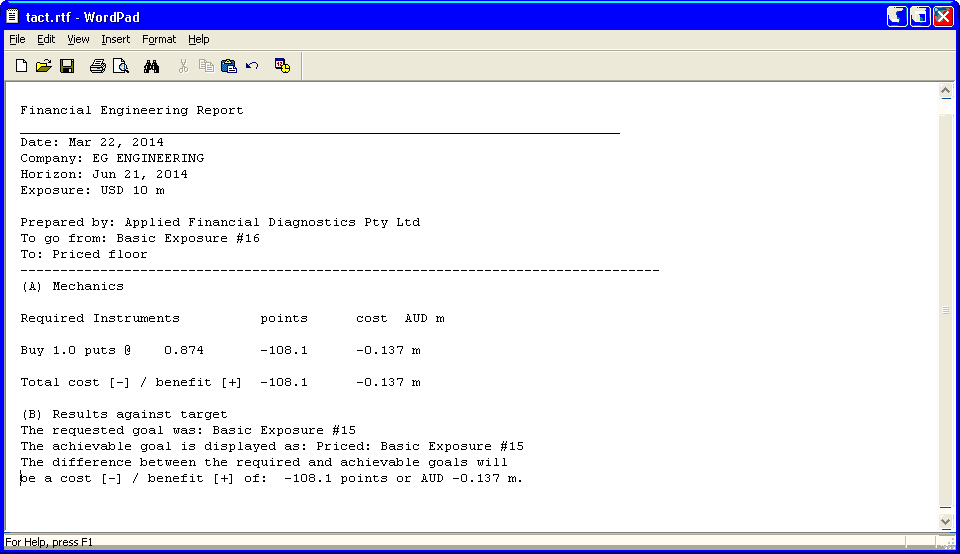 tact.rtf - WordPad
File Edit View Insert Format Help
Financial Engineering Report
Date: Mar 22, 2014
Company: EG ENGINEERING
Horizon: Jun 21, 2014
Exposure: USD 10 m
Prepared by: Applied Financial Diagnostics Pty Ltd
To go from: Basic Exposure #16
To: Priced floor
--------------------------------------------------------------------------------
(A) Mechanics
Required Instruments points cost AUD m
Buy 1.0 puts @ 0.874 -108.1 -0.137 m
Total cost [-] / benefit [+] -108.1 -0.137 m
(B) Results against target
The requested goal was: Basic Exposure #15
The achievable goal is displayed as: Priced: Basic Exposure #15
The difference between the required and achievable goals will
be a cost [-] / benefit [+] of: -108.1 points or AUD -0.137 m.
For Help, press F1